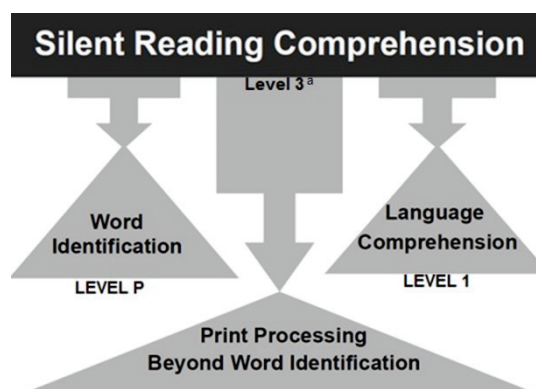 Silent Reading Comprehension
Level 3ᵃ
Word
Identification
LEVEL P
Language
Comprehension
LEVEL 1
Print Processing
Beyond Word Identification